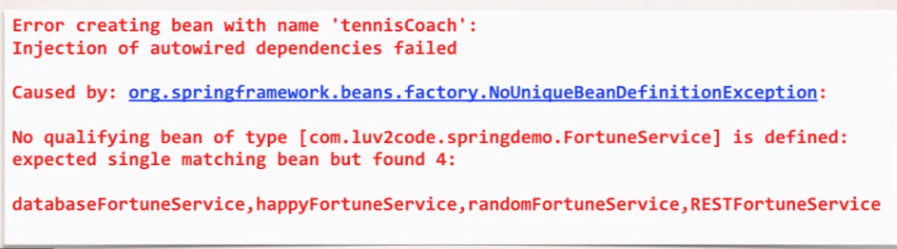 Error creating bean with name 'tennisCoach':
Injection of autowired dependencies failed
Caused by: org.springframework.beans.factory.NoUniqueBeanDefinitionException:
No qualifying bean of type [com.luv2code.springdemo.FortuneService] is defined:
expected single matching bean but found 4:
databaseFortuneService,happyFortuneService,randomFortuneService,RESTFortuneService